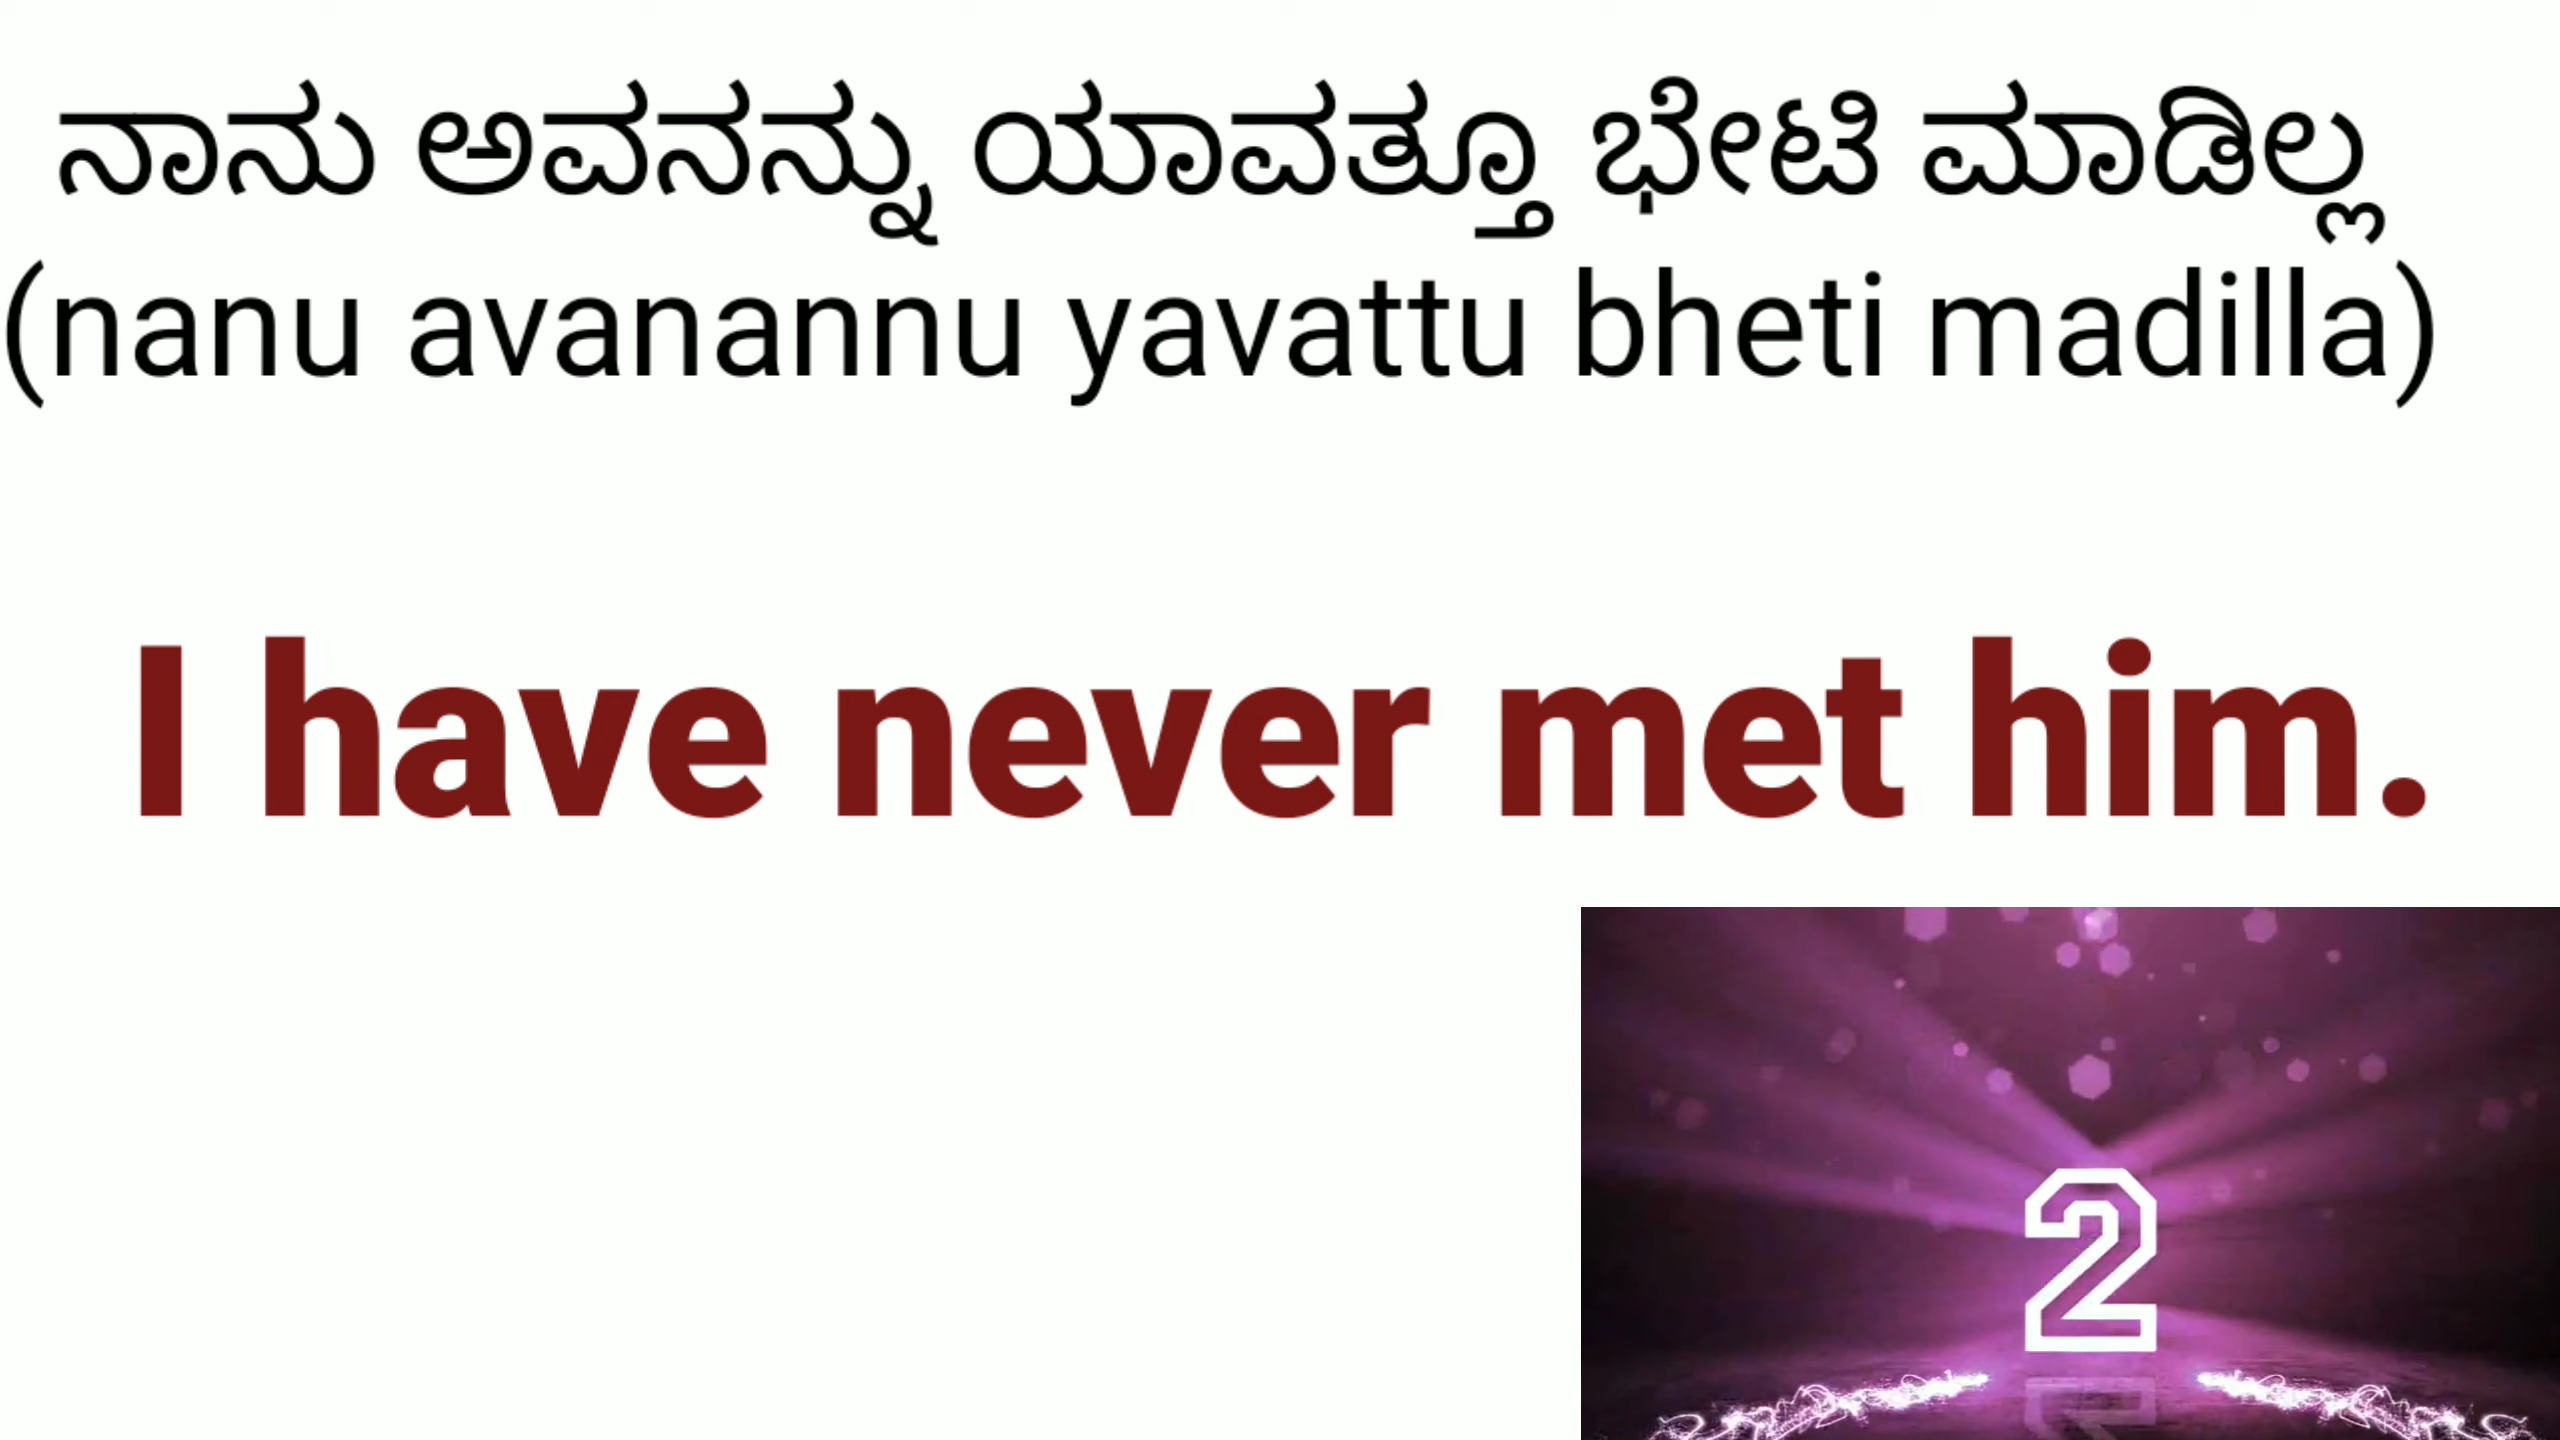 ನಾನು ಅವನನ್ನು ಯಾವತ್ತೂ ಭೇಟಿ ಮಾಡಿಲ್ಲ
(nanu avanannu yavattu bheti madilla)
I have never met him.
2